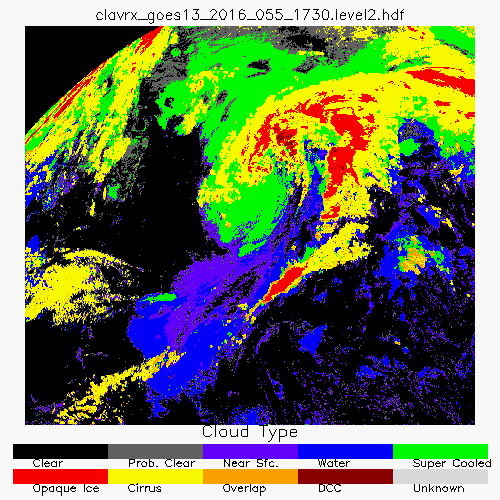 clavrx_goes13_2016_055_1730.level2.hdf
Cloud Type
Clear Prob. Clear Near Sfc. Water Super Cooled
Opaque Ice Cirrus Overlap DCC Unknown